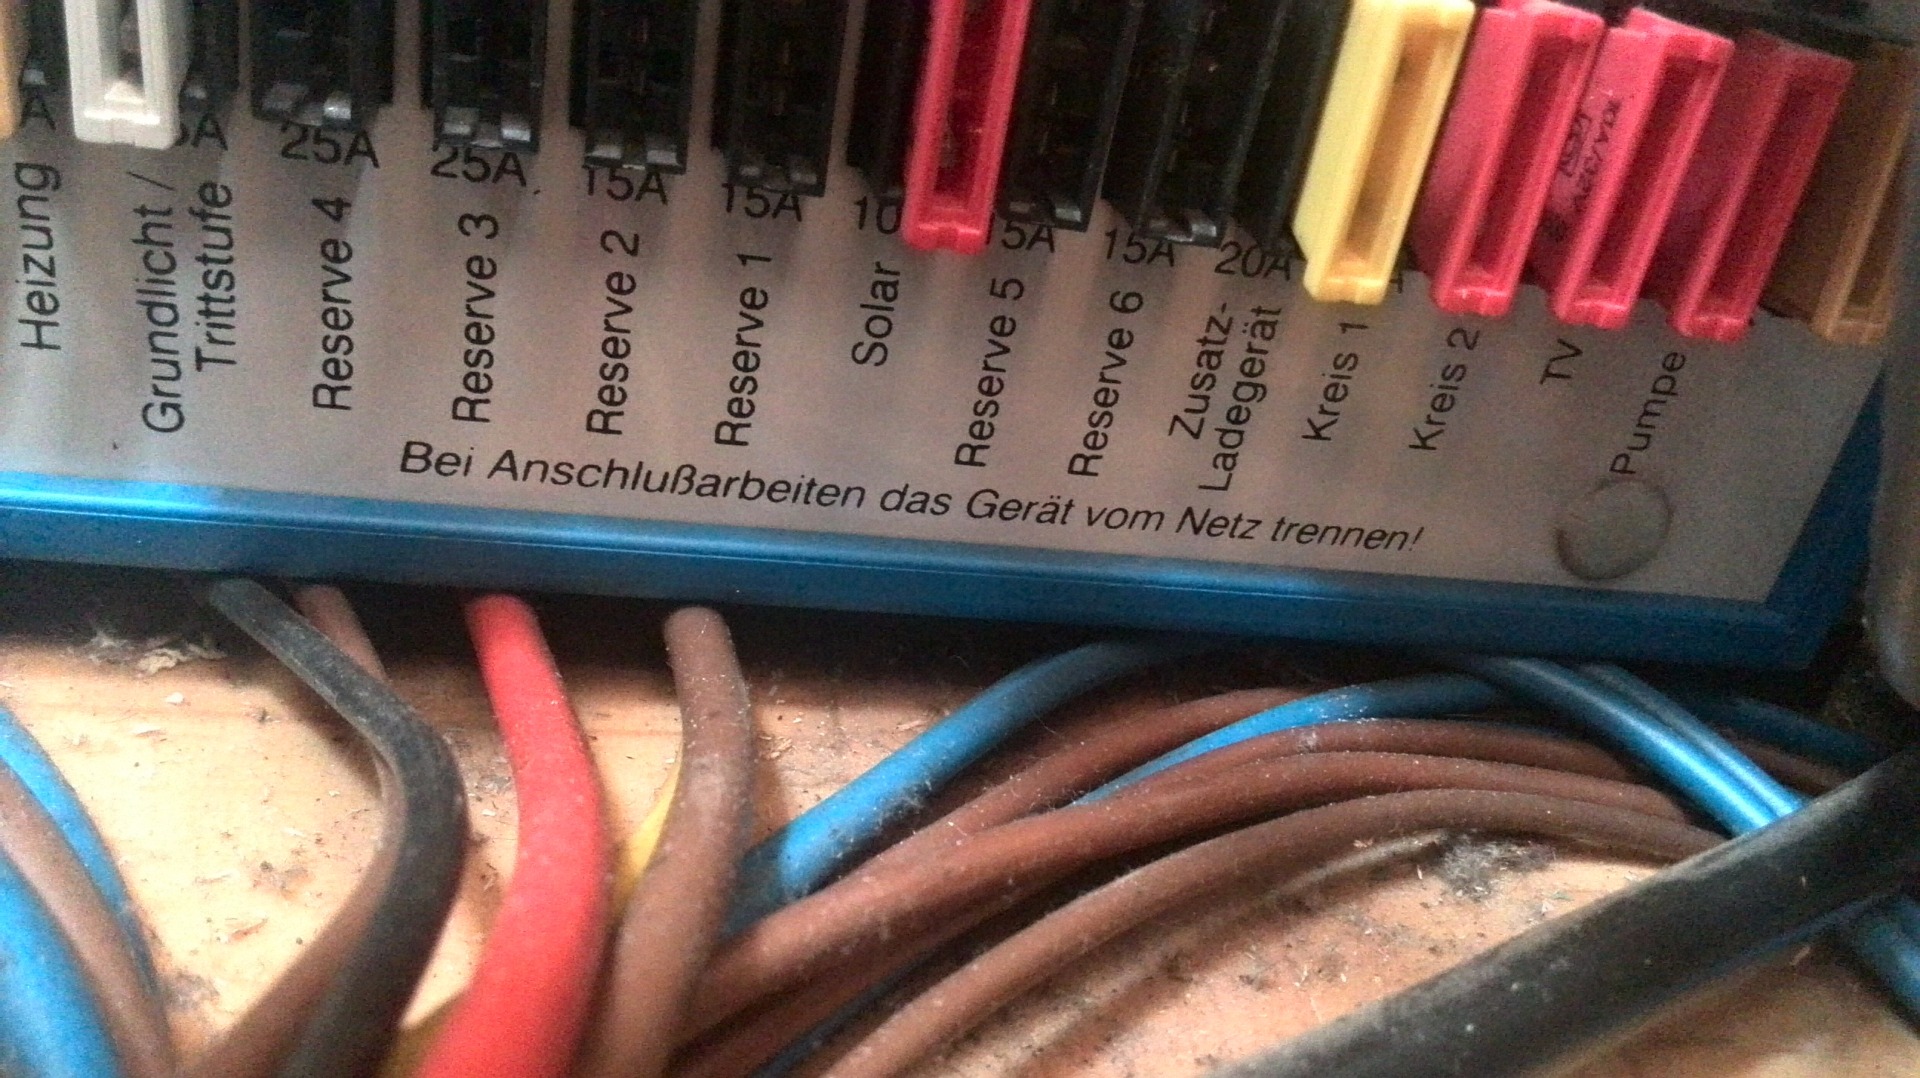 25A
25A
15A
15A
10
5A
15A
20A
Heizung
Grundlicht /
Trittstufe
Reserve 4
Reserve 3
Reserve 2
Reserve 1
Solar
Reserve 5
Reserve 6
Zusatz-
Ladegerät
Kreis 1
Kreis 2
TV
Pumpe
Bei Anschlußarbeiten das Gerät vom Netz trennen!